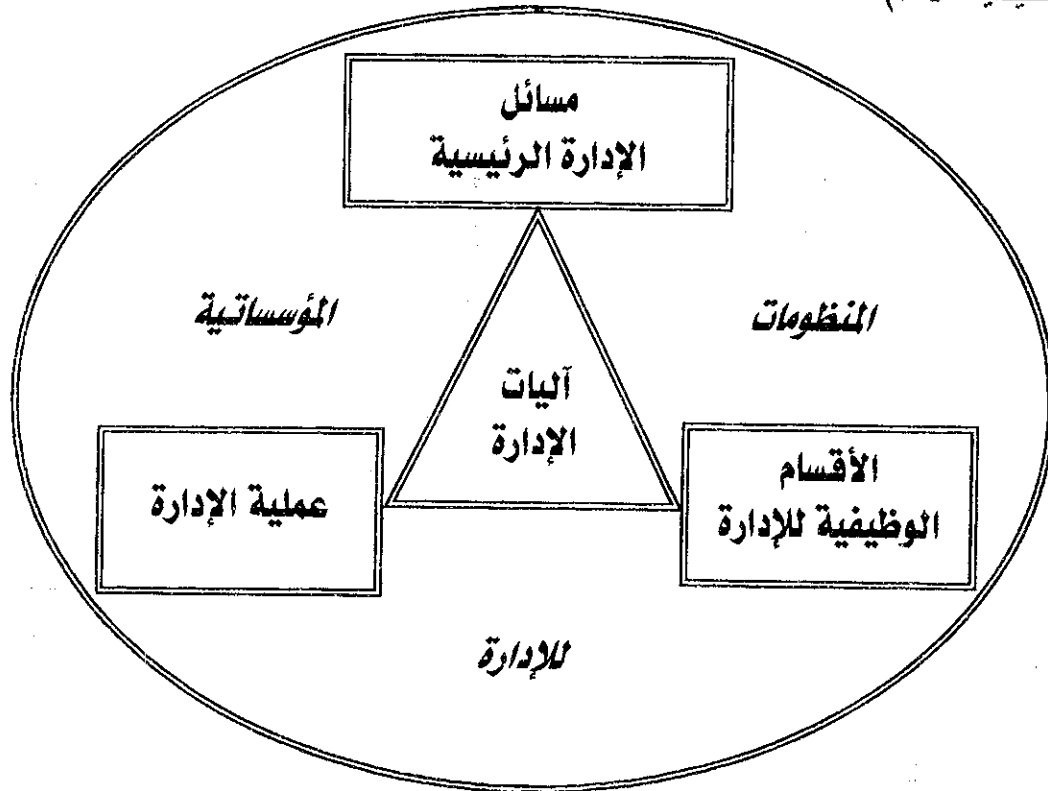 مسائل
الإدارة الرئيسية
المنظومات
المؤسساتية
آليات
الإدارة
الأقسام
الوظيفية للإدارة
عملية الإدارة
للإدارة